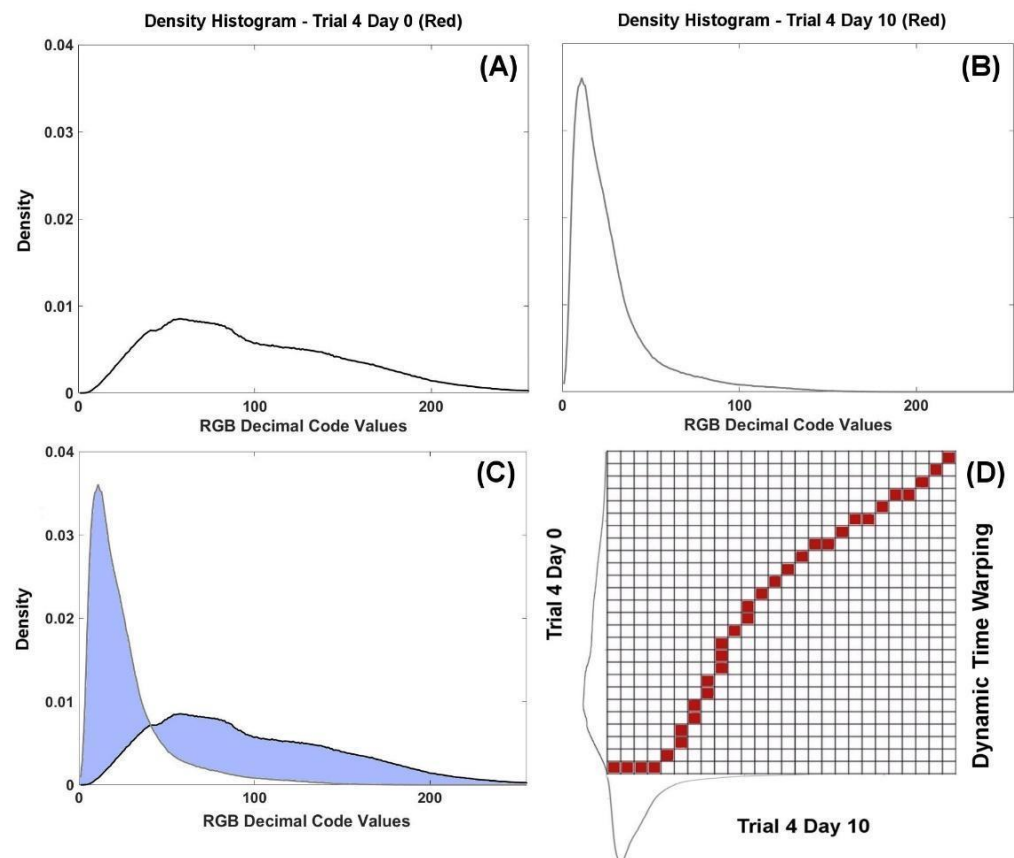 Density Histogram - Trial 4 Day 0 (Red)
Density Histogram - Trial 4 Day 10 (Red)
(A)
0.04
0.03
0.02
0.01
0
Density
0
100
200
RGB Decimal Code Values
(B)
0
100
200
RGB Decimal Code Values
(C)
0.04
0.03
0.02
0.01
0
Density
0
100
200
RGB Decimal Code Values
(D)
Trial 4 Day 0
Dynamic Time Warping
Trial 4 Day 10